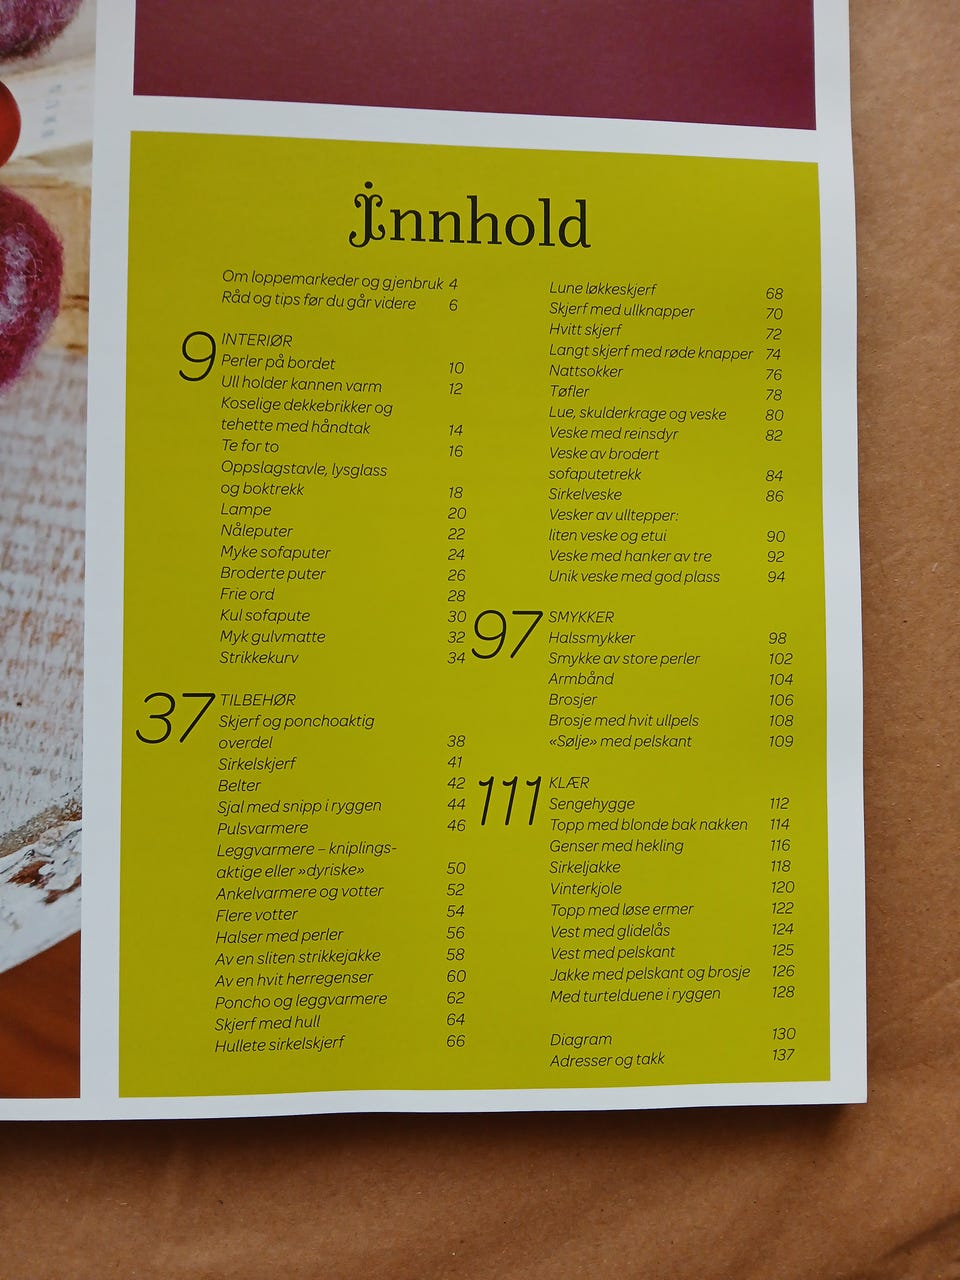 innhold
Om loppemarkeder og gjenbruk 4
Råd og tips før du går videre 6
9 INTERIØR
Perler på bordet 10
Ull holder kannen varm 12
Koselige dekkebrikker og
tehette med håndtak 14
Te for to 16
Oppslagstavle, lysglass
og boktrekk 18
Lampe 20
Nåleputer 22
Myke sofaputer 24
Broderte puter 26
Frie ord 28
Kul sofapute 30
Myk gulvmatte 32
Strikkekurv 34
37 TILBEHØR
Skjerf og ponchoaktig
overdel 38
Sirkelskjerf 41
Belter 42
Sjal med snipp i ryggen 44
Pulsvarmere 46
Leggvarmere – kniplings-
aktige eller »dyriske» 50
Ankelvarmere og votter 52
Flere votter 54
Halser med perler 56
Av en sliten strikkejakke 58
Av en hvit herregenser 60
Poncho og leggvarmere 62
Skjerf med hull 64
Hullete sirkelskjerf 66
Lune løkkeskjerf 68
Skjerf med ullknapper 70
Hvitt skjerf 72
Langt skjerf med røde knapper 74
Nattsokker 76
Tøfler 78
Lue, skulderkrage og veske 80
Veske med reinsdyr 82
Veske av brodert
sofaputetrekk 84
Sirkelveske 86
Vesker av ulltepper:
liten veske og etui 90
Veske med hanker av tre 92
Unik veske med god plass 94
97 SMYKKER
Halssmykker 98
Smykke av store perler 102
Armbånd 104
Brosjer 106
Brosje med hvit ullpels 108
«Sølje» med pelskant 109
111 KLÆR
Sengehygge 112
Topp med blonde bak nakken 114
Genser med hekling 116
Sirkeljakke 118
Vinterkjole 120
Topp med løse ermer 122
Vest med glidelås 124
Vest med pelskant 125
Jakke med pelskant og brosje 126
Med turtelduene i ryggen 128
Diagram 130
Adresser og takk 137